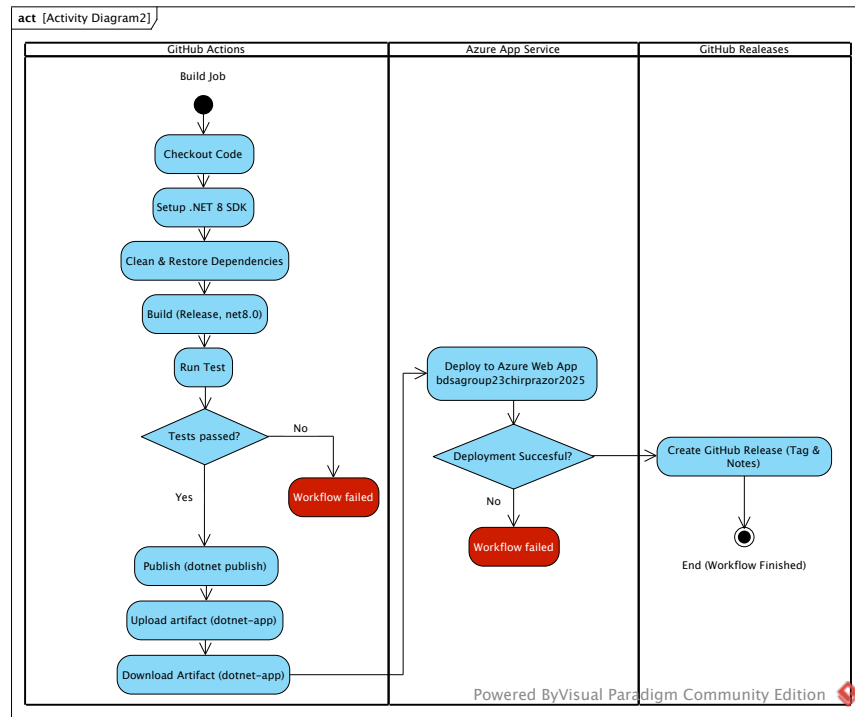 act [Activity Diagram2]
GitHub Actions
Azure App Service
GitHub Realeases
Build Job
Checkout Code
Setup .NET 8 SDK
Clean & Restore Dependencies
Build (Release, net8.0)
Run Test
Tests passed?
No
Workflow failed
Yes
Publish (dotnet publish)
Upload artifact (dotnet-app)
Download Artifact (dotnet-app)
Deploy to Azure Web App
bdsagroup23chirprazor2025
Deployment Succesful?
No
Workflow failed
Create GitHub Release (Tag &
Notes)
End (Workflow Finished)
Powered ByVisual Paradigm Community Edition